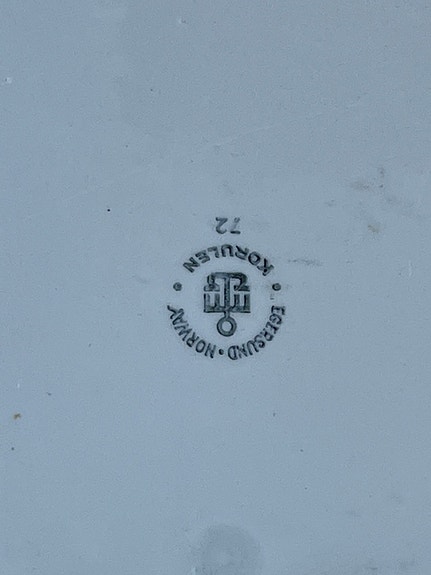 EGERSUND · NORWAY
KORULEN
72